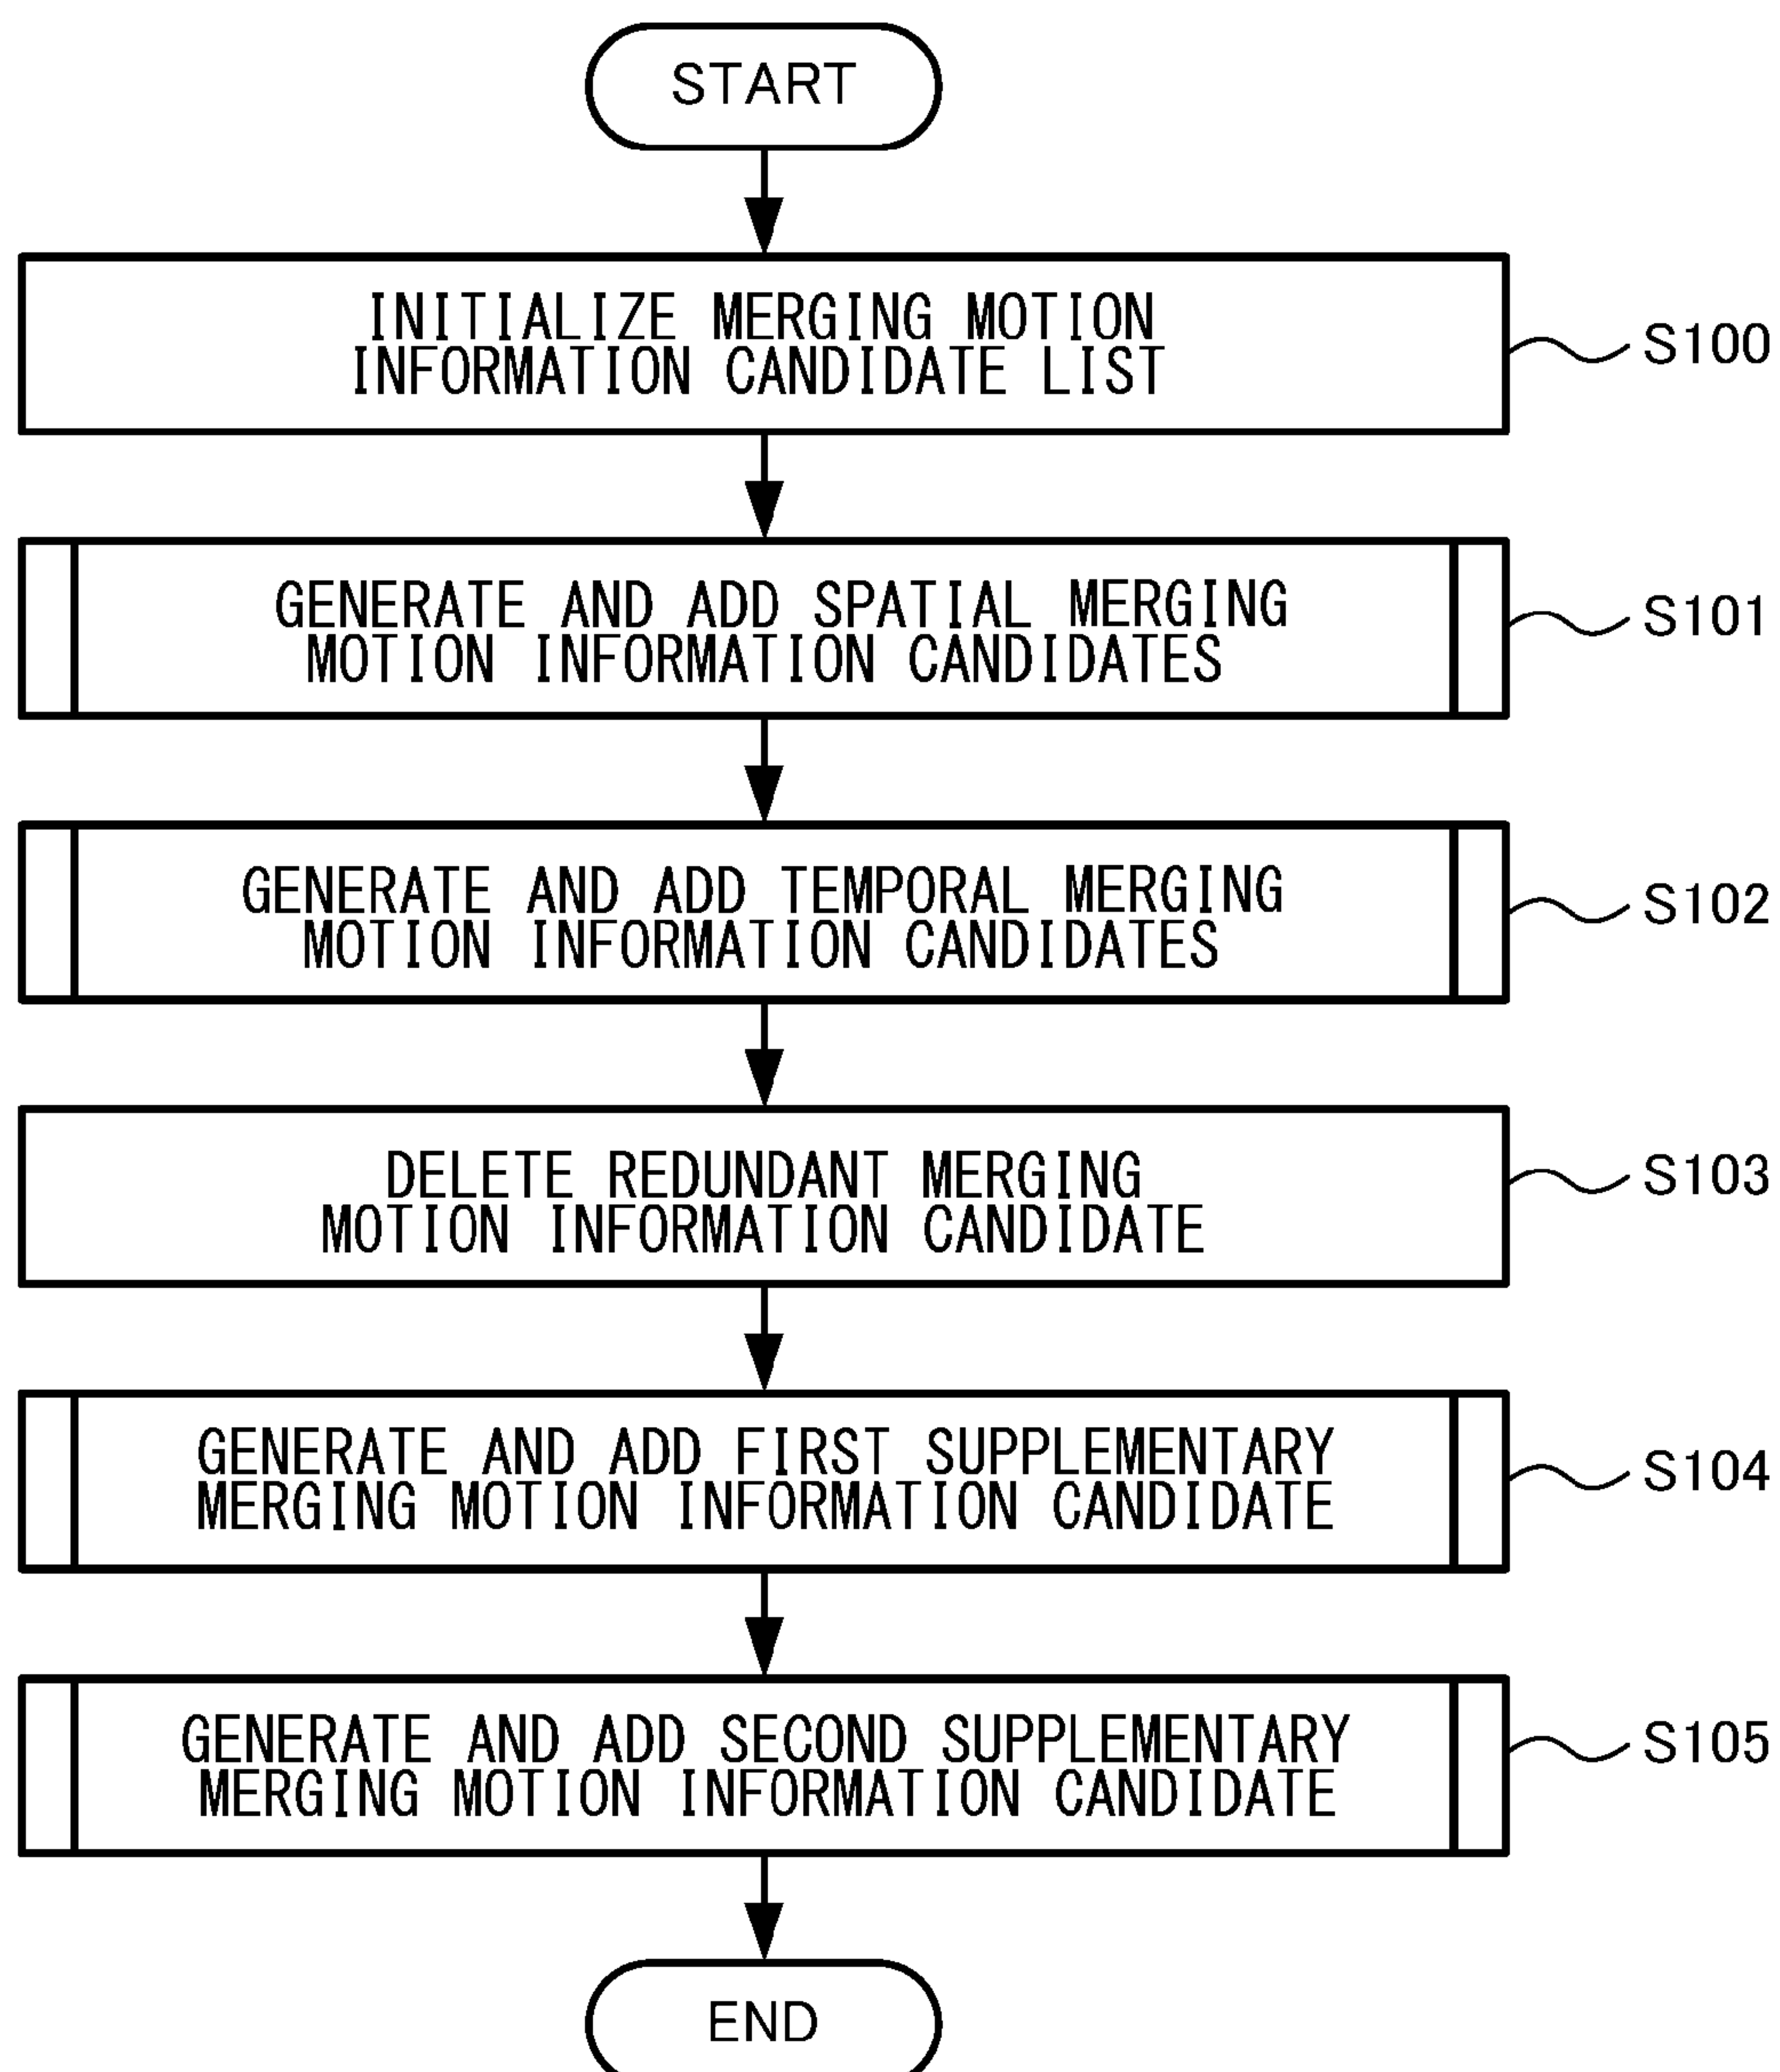 START
INITIALIZE MERGING MOTION
INFORMATION CANDIDATE LIST
S100
GENERATE AND ADD SPATIAL MERGING
MOTION INFORMATION CANDIDATES
S101
GENERATE AND ADD TEMPORAL MERGING
MOTION INFORMATION CANDIDATES
S102
DELETE REDUNDANT MERGING
MOTION INFORMATION CANDIDATE
S103
GENERATE AND ADD FIRST SUPPLEMENTARY
MERGING MOTION INFORMATION CANDIDATE
S104
GENERATE AND ADD SECOND SUPPLEMENTARY
MERGING MOTION INFORMATION CANDIDATE
S105
END